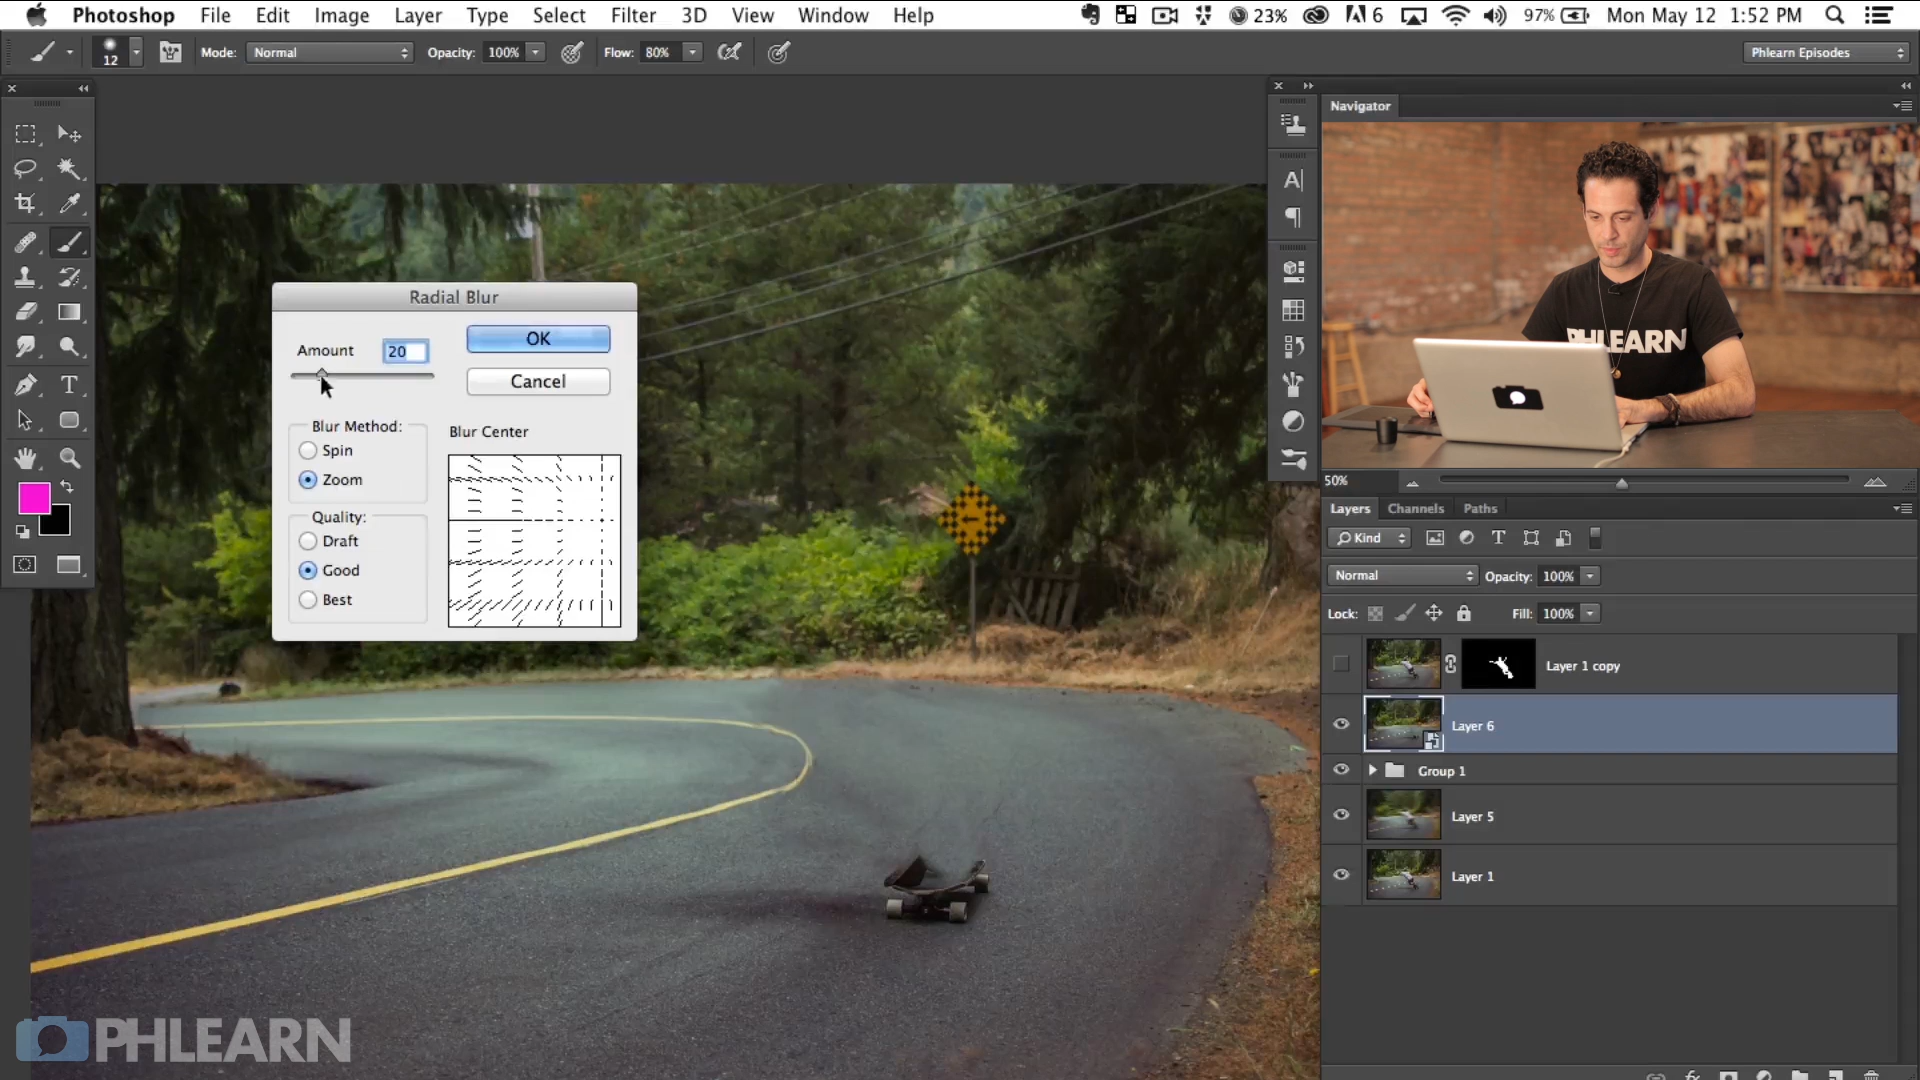 Photoshop File Edit Image Layer Type Select Filter 3D View Window Help 23% 6 97% Mon May 12 1:52 PM
12 Mode: Normal Opacity: 100% Flow: 80% Phlearn Episodes
Navigator
PHLEARN
50%
Radial Blur
Amount 20
OK
Cancel
Blur Method:
Spin
Zoom
Quality:
Draft
Good
Best
Blur Center
Layers Channels Paths
Kind
Normal Opacity: 100%
Lock: Fill: 100%
Layer 1 copy
Layer 6
Group 1
Layer 5
Layer 1
PHLEARN